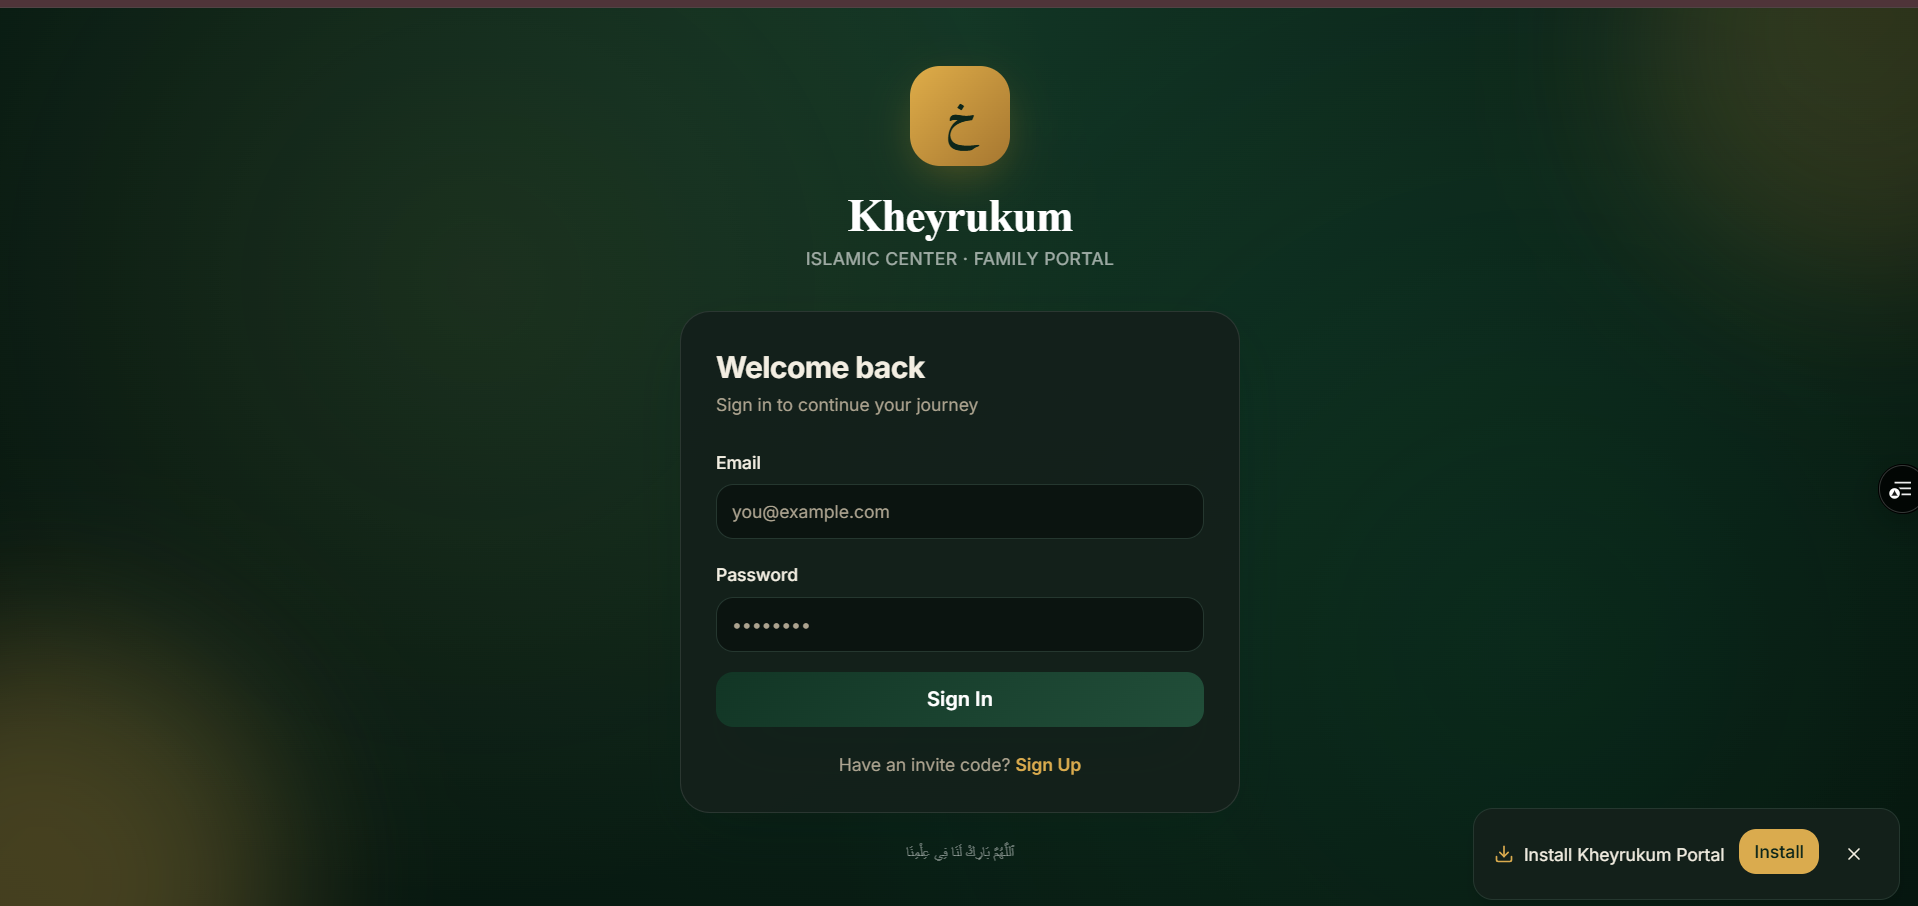 خ
Kheyrukum
ISLAMIC CENTER · FAMILY PORTAL
Welcome back
Sign in to continue your journey
Email
you@example.com
Password
••••••••
Sign In
Have an invite code? Sign Up
اللَّهُمَّ بَارِكْ لَنَا فِي عِلْمِنَا
Install Kheyrukum Portal
Install